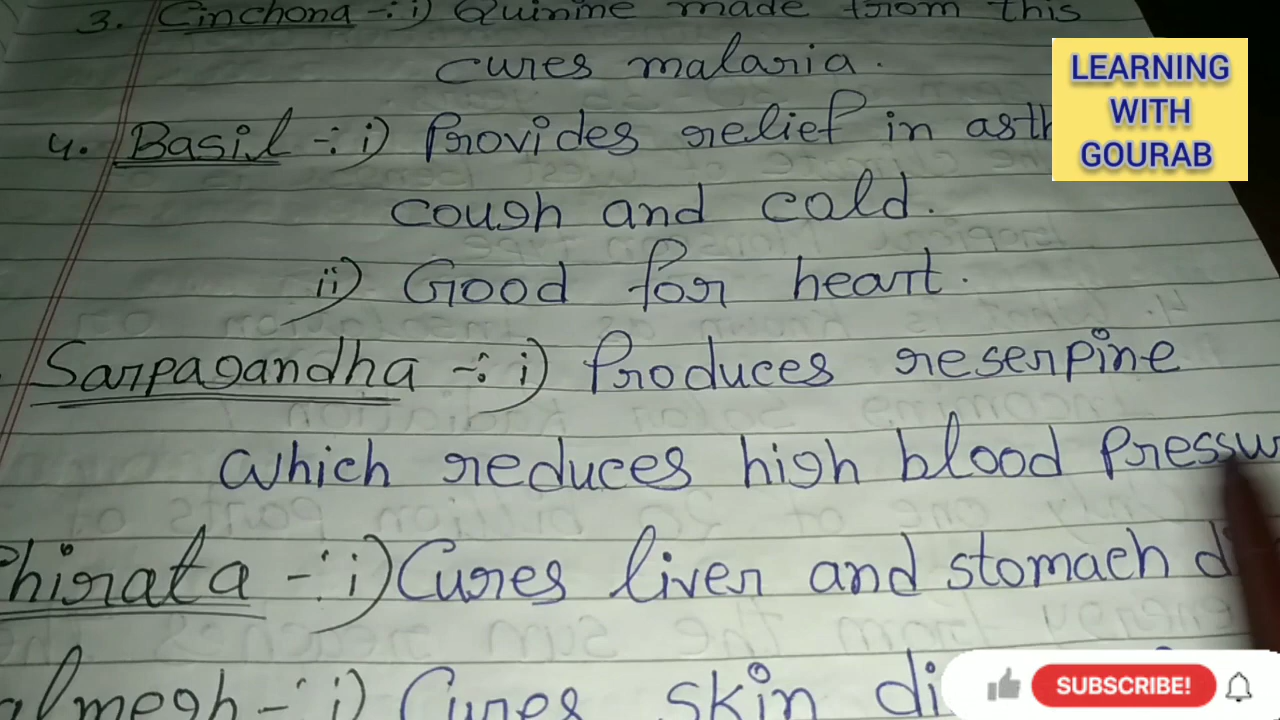 3. Cinchona -: i) Quinine made from this
cures malaria.
4. Basil -: i) Provides relief in asth
cough and cold.
ii) Good for heart.
Sarpagandha -: i) Produces reserpine
which reduces high blood pressu
hirata -: i) Cures liver and stomach d
almegh -: i) Cures skin di
LEARNING
WITH
GOURAB
SUBSCRIBE!